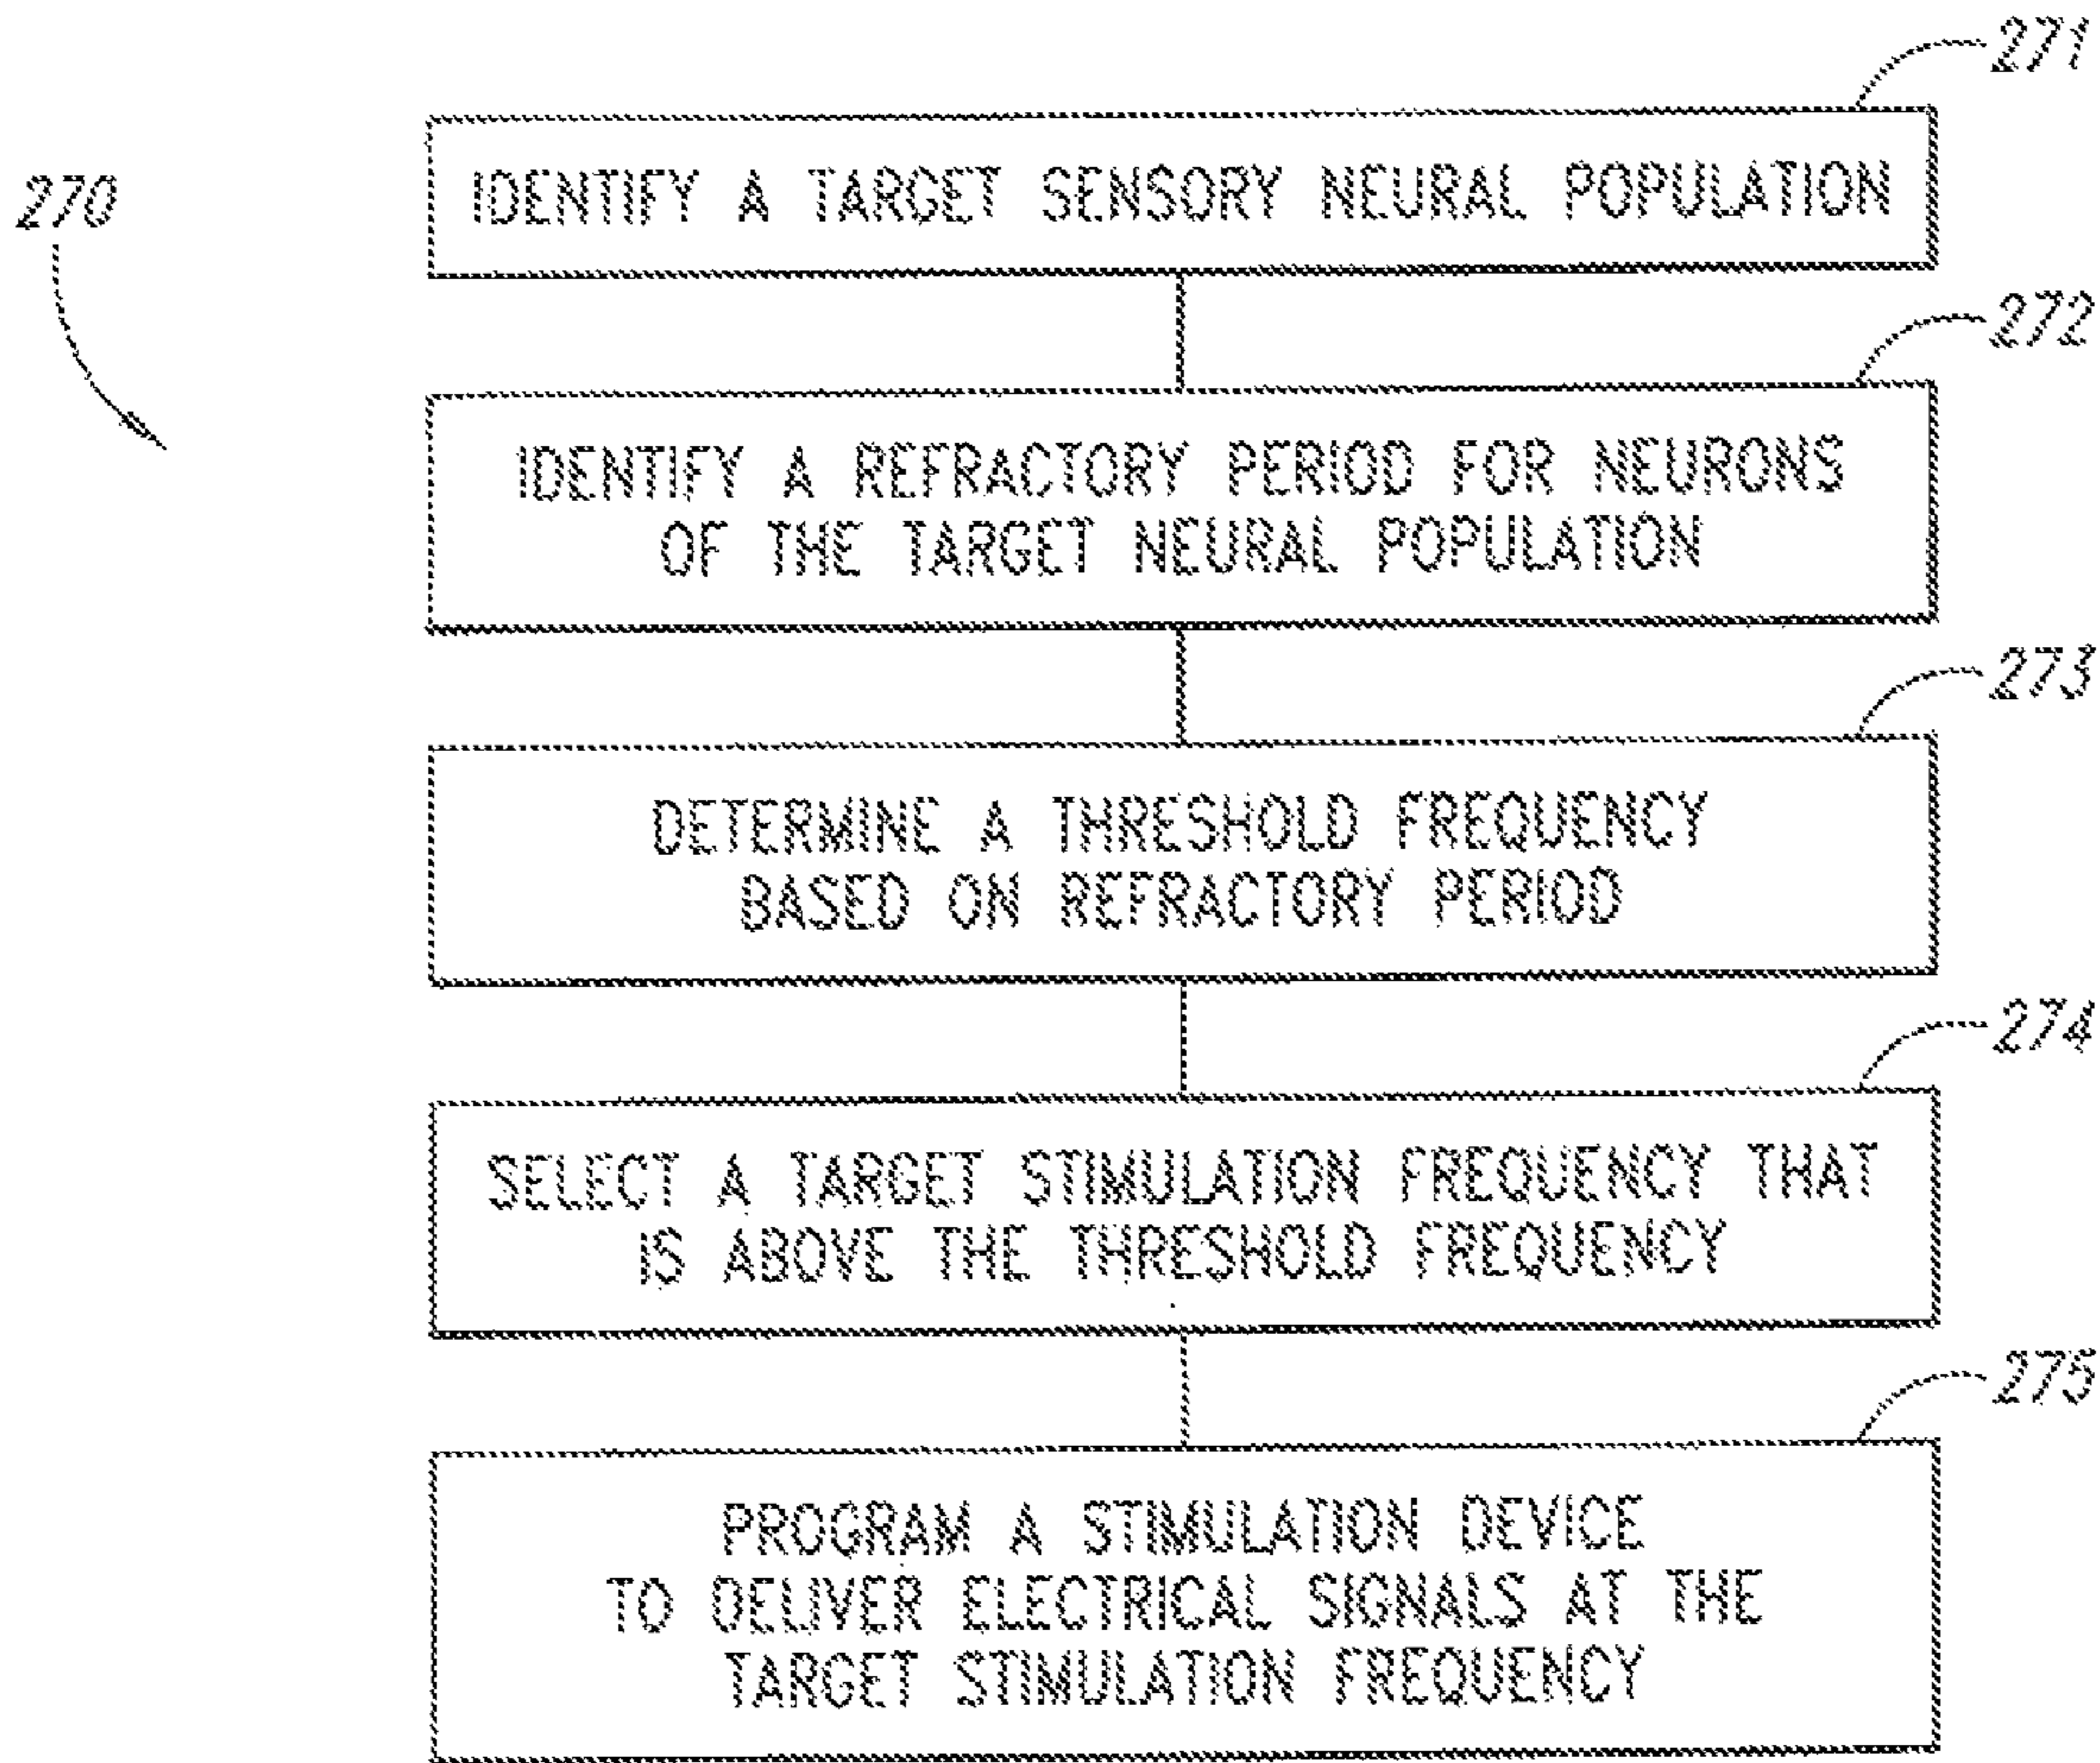 271
270
IDENTIFY A TARGET SENSORY NEURAL POPULATION
272
IDENTIFY A REFRACTORY PERIOD FOR NEURONS
OF THE TARGET NEURAL POPULATION
273
DETERMINE A THRESHOLD FREQUENCY
BASED ON REFRACTORY PERIOD
274
SELECT A TARGET STIMULATION FREQUENCY THAT
IS ABOVE THE THRESHOLD FREQUENCY
275
PROGRAM A STIMULATION DEVICE
TO DELIVER ELECTRICAL SIGNALS AT THE
TARGET STIMULATION FREQUENCY